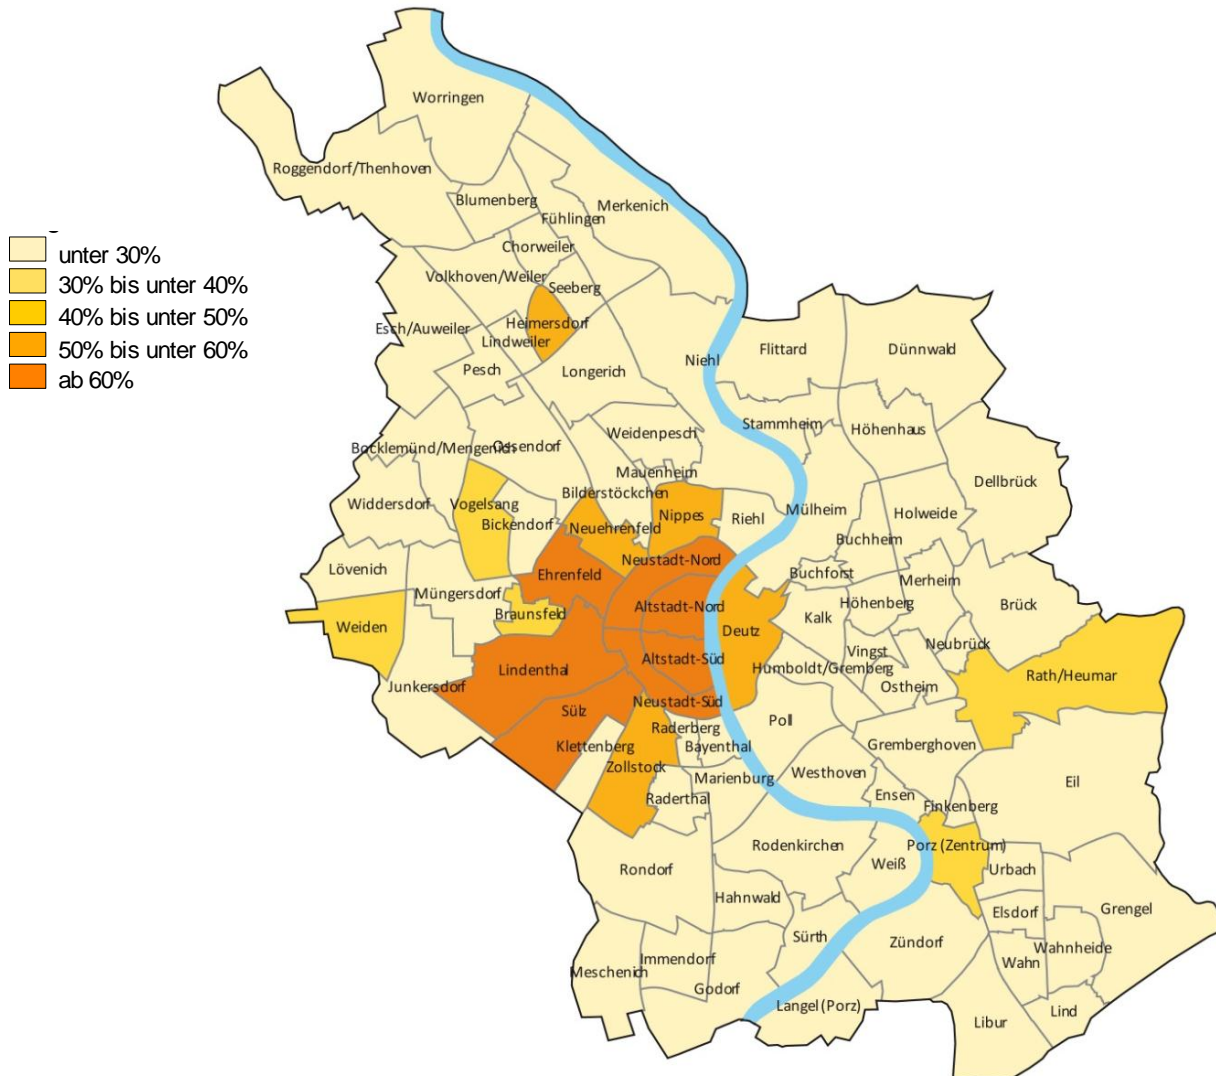 unter 30%
30% bis unter 40%
40% bis unter 50%
50% bis unter 60%
ab 60%
Worringen
Roggendorf/Thenhoven
Blumenberg
Merkenich
Fühlingen
Chorweiler
Volkhoven/Weiler
Seeberg
Heimersdorf
Esch/Auweiler
Lindweiler
Pesch
Longerich
Niehl
Flittard
Dünnwald
Stammheim
Höhenhaus
Weidenpesch
Ossendorf
Bocklemünd/Mengenich
Mauenheim
Dellbrück
Bilderstöckchen
Widdersdorf
Vogelsang
Bickendorf
Neuehrenfeld
Nippes
Riehl
Mülheim
Holweide
Buchheim
Neustadt-Nord
Lövenich
Ehrenfeld
Buchforst
Merheim
Müngersdorf
Altstadt-Nord
Höhenberg
Brück
Braunsfeld
Kalk
Weiden
Deutz
Neubrück
Vingst
Altstadt-Süd
Humboldt/Gremberg
Lindenthal
Rath/Heumar
Junkersdorf
Ostheim
Neustadt-Süd
Sülz
Poll
Raderberg
Klettenberg
Bayenthal
Gremberghoven
Zollstock
Marienburg
Westhoven
Eil
Raderthal
Ensen
Finkenberg
Rodenkirchen
Porz (Zentrum)
Weiß
Rondorf
Urbach
Hahnwald
Elsdorf
Grengel
Sürth
Zündorf
Wahnheide
Immendorf
Wahn
Meschenich
Godorf
Langel (Porz)
Lind
Libur